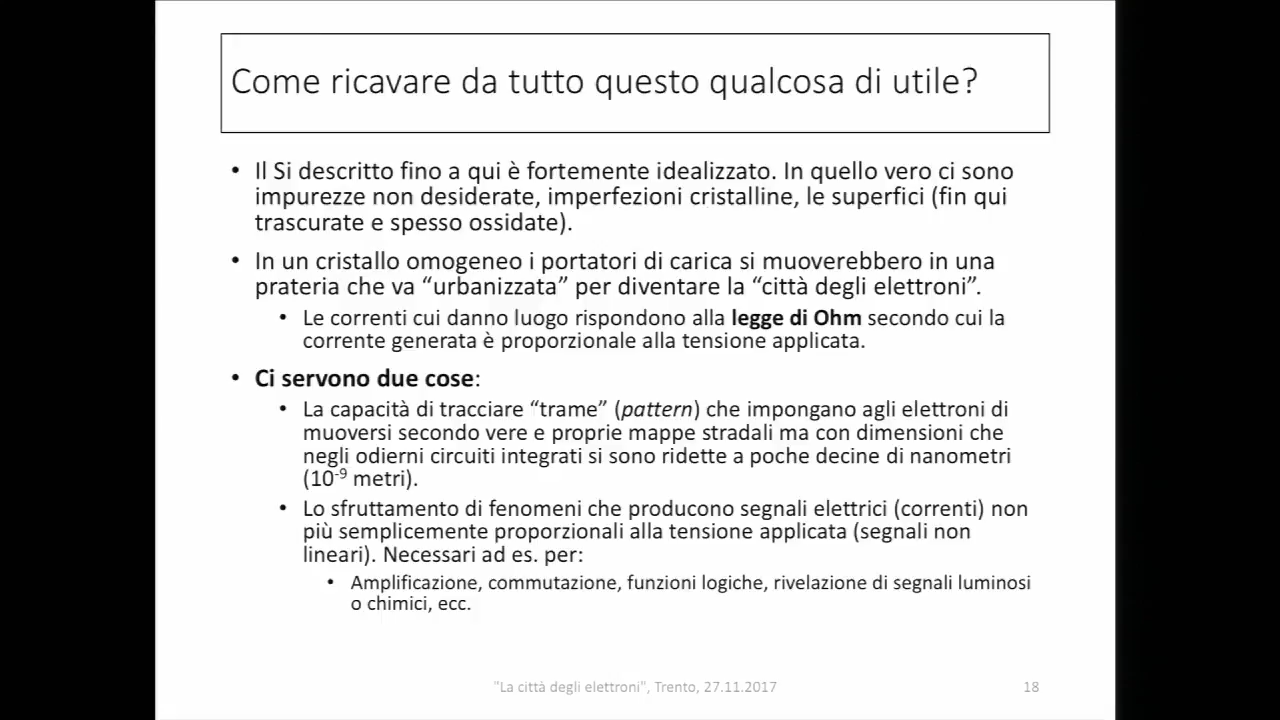 Come ricavare da tutto questo qualcosa di utile?
• Il Si descritto fino a qui è fortemente idealizzato. In quello vero ci sono
impurezze non desiderate, imperfezioni cristalline, le superfici (fin qui
trascurate e spesso ossidate).
• In un cristallo omogeneo i portatori di carica si muoverebbero in una
prateria che va “urbanizzata” per diventare la “città degli elettroni”.
• Le correnti cui danno luogo rispondono alla legge di Ohm secondo cui la
corrente generata è proporzionale alla tensione applicata.
• Ci servono due cose:
• La capacità di tracciare “trame” (pattern) che impongano agli elettroni di
muoversi secondo vere e proprie mappe stradali ma con dimensioni che
negli odierni circuiti integrati si sono ridette a poche decine di nanometri
(10⁻⁹ metri).
• Lo sfruttamento di fenomeni che producono segnali elettrici (correnti) non
più semplicemente proporzionali alla tensione applicata (segnali non
lineari). Necessari ad es. per:
• Amplificazione, commutazione, funzioni logiche, rivelazione di segnali luminosi
o chimici, ecc.
"La città degli elettroni", Trento, 27.11.2017
18